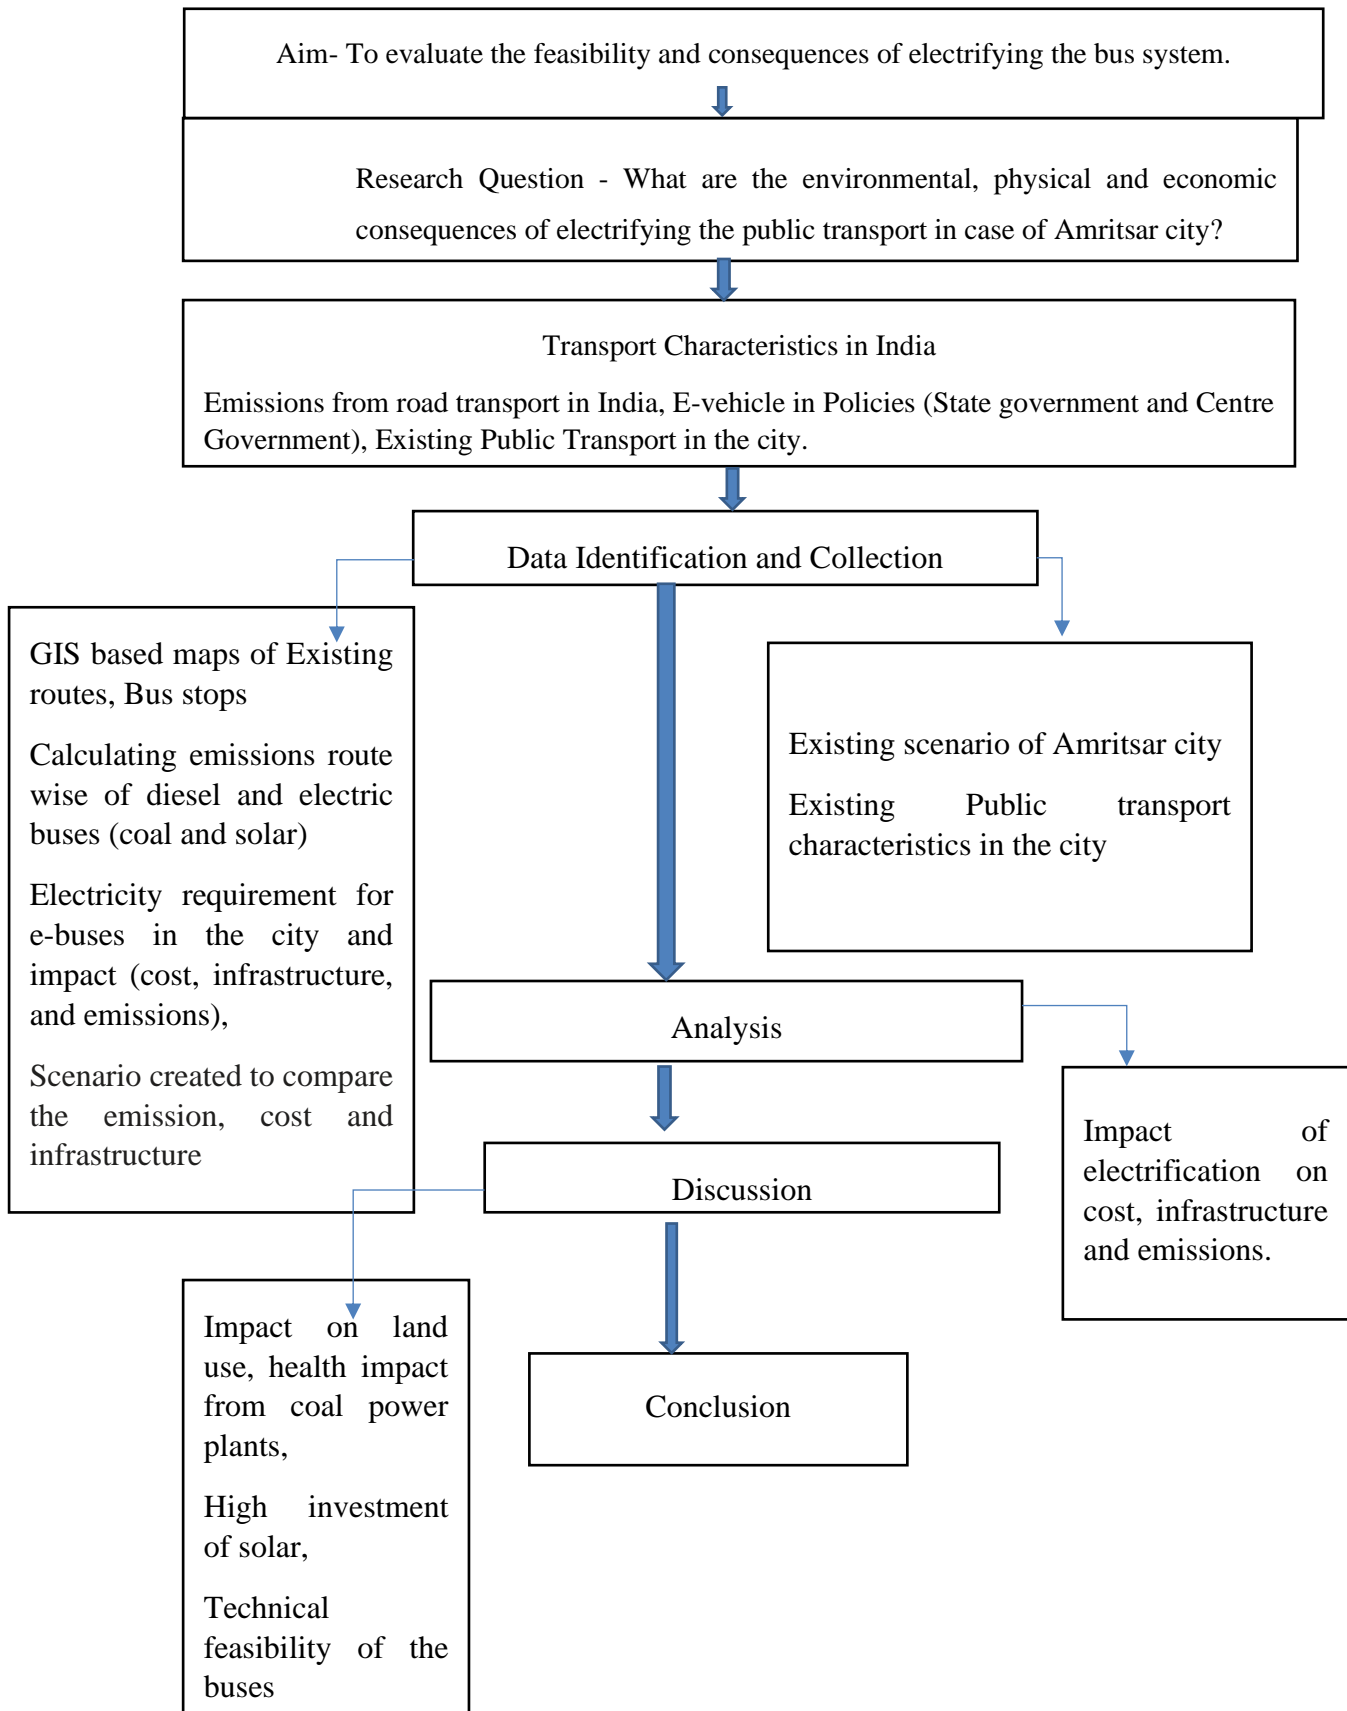 Aim- To evaluate the feasibility and consequences of electrifying the bus system.
Research Question - What are the environmental, physical and economic
consequences of electrifying the public transport in case of Amritsar city?
Transport Characteristics in India
Emissions from road transport in India, E-vehicle in Policies (State government and Centre
Government), Existing Public Transport in the city.
Data Identification and Collection
GIS based maps of Existing
routes, Bus stops
Calculating emissions route
wise of diesel and electric
buses (coal and solar)
Electricity requirement for
e-buses in the city and
impact (cost, infrastructure,
and emissions),
Scenario created to compare
the emission, cost and
infrastructure
Existing scenario of Amritsar city
Existing Public transport
characteristics in the city
Analysis
Impact of
electrification on
cost, infrastructure
and emissions.
Discussion
Impact on land
use, health impact
from coal power
plants,
High investment
of solar,
Technical
feasibility of the
buses
Conclusion